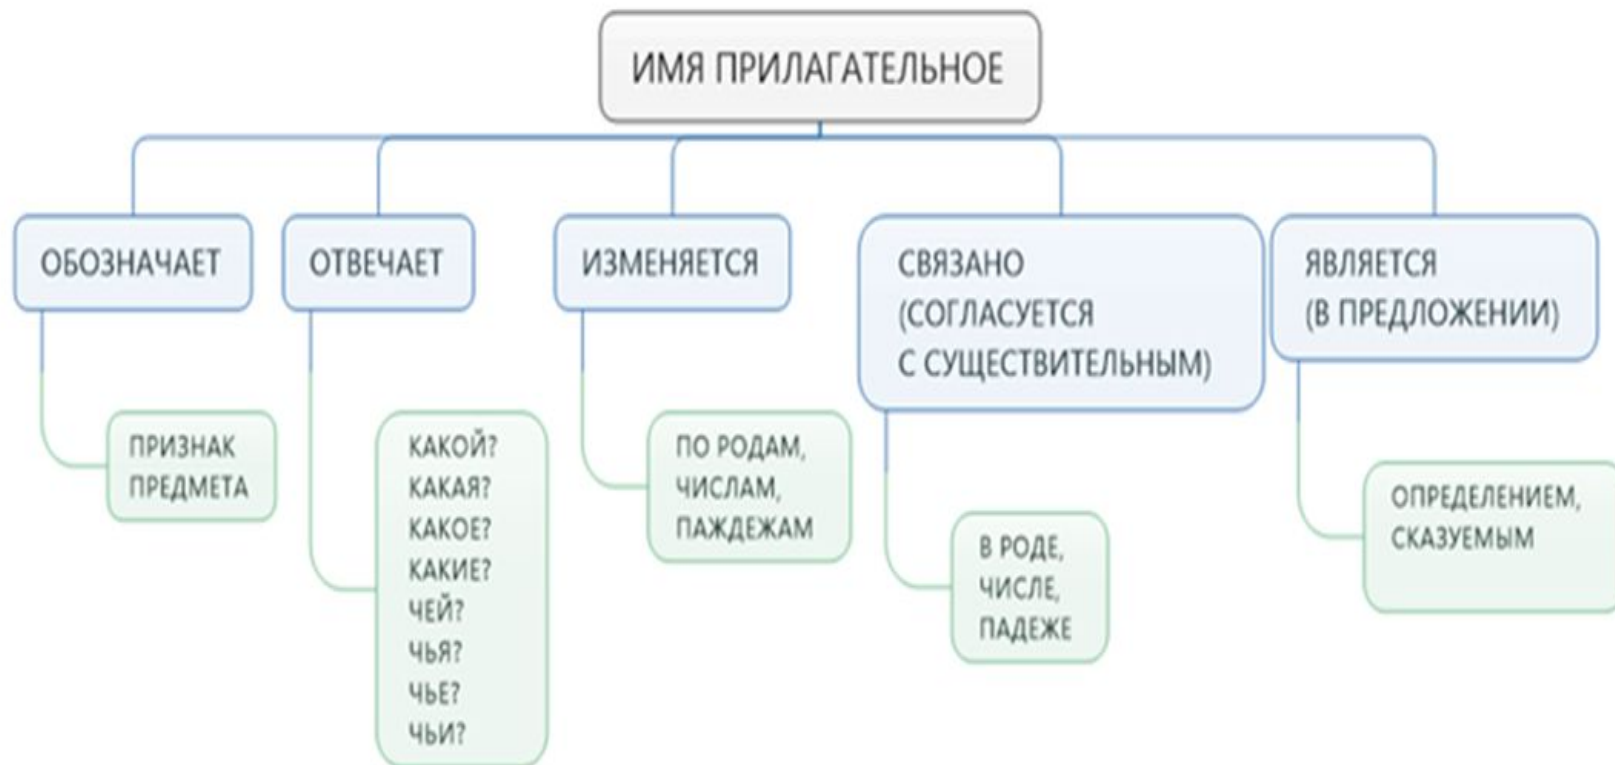 ИМЯ ПРИЛАГАТЕЛЬНОЕ
ОБОЗНАЧАЕТ
ПРИЗНАК
ПРЕДМЕТА
ОТВЕЧАЕТ
КАКОЙ?
КАКАЯ?
КАКОЕ?
КАКИЕ?
ЧЕЙ?
ЧЬЯ?
ЧЬЕ?
ЧЬИ?
ИЗМЕНЯЕТСЯ
ПО РОДАМ,
ЧИСЛАМ,
ПАЖДЕЖАМ
СВЯЗАНО
(СОГЛАСУЕТСЯ
С СУЩЕСТВИТЕЛЬНЫМ)
В РОДЕ,
ЧИСЛЕ,
ПАДЕЖЕ
ЯВЛЯЕТСЯ
(В ПРЕДЛОЖЕНИИ)
ОПРЕДЕЛЕНИЕМ,
СКАЗУЕМЫМ